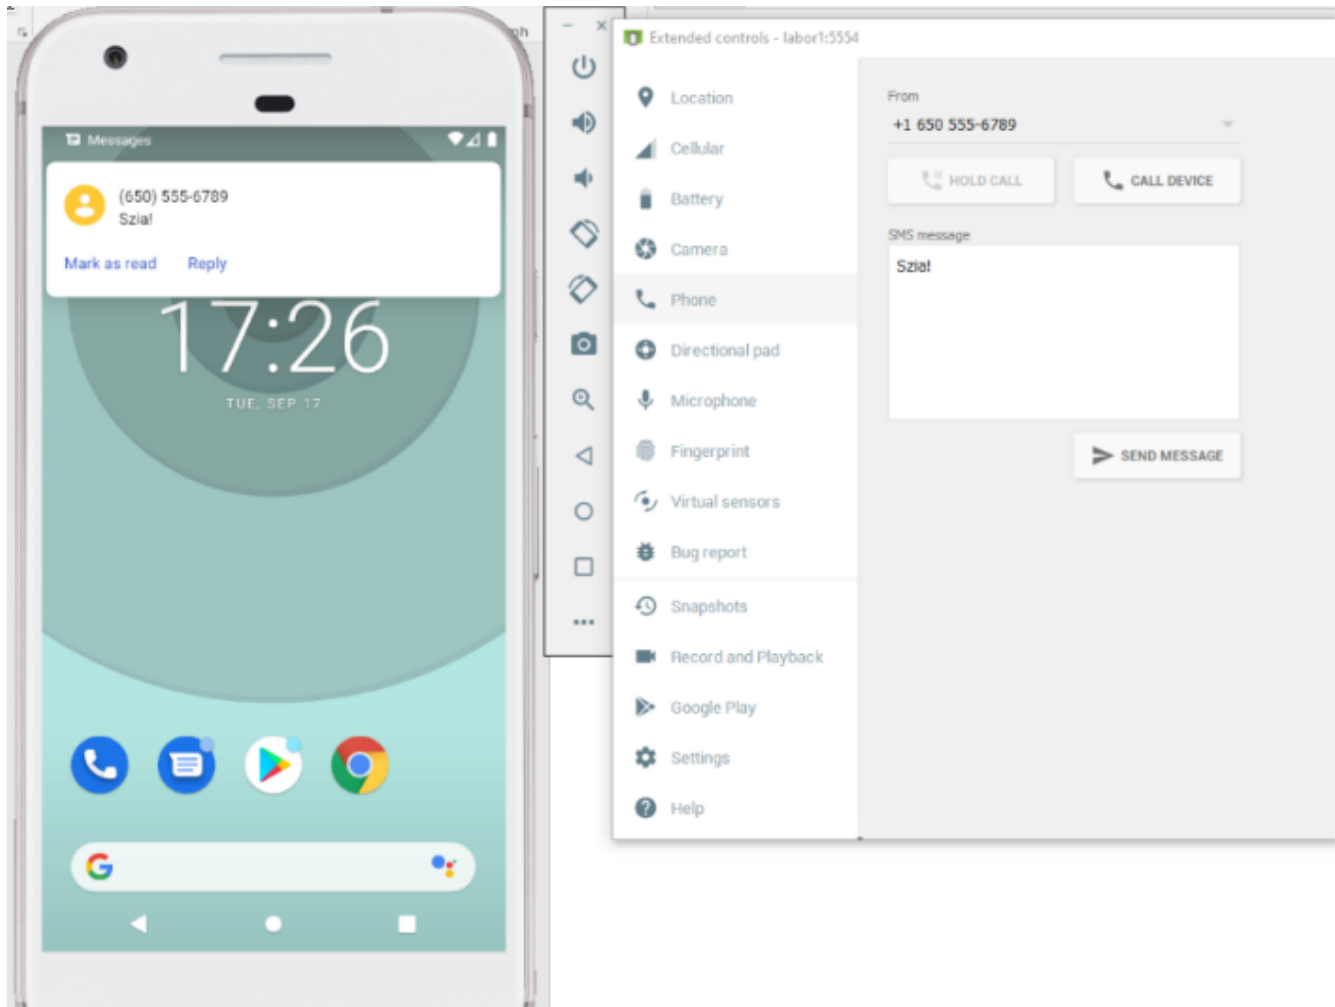 ph
Messages
(650) 555-6789
Szia!
Mark as read Reply
17:26
TUE, SEP 17
Extended controls - labor1:5554
Location
Cellular
Battery
Camera
Phone
Directional pad
Microphone
Fingerprint
Virtual sensors
Bug report
Snapshots
Record and Playback
Google Play
Settings
Help
From
+1 650 555-6789
HOLD CALL CALL DEVICE
SMS message
Szia!
SEND MESSAGE